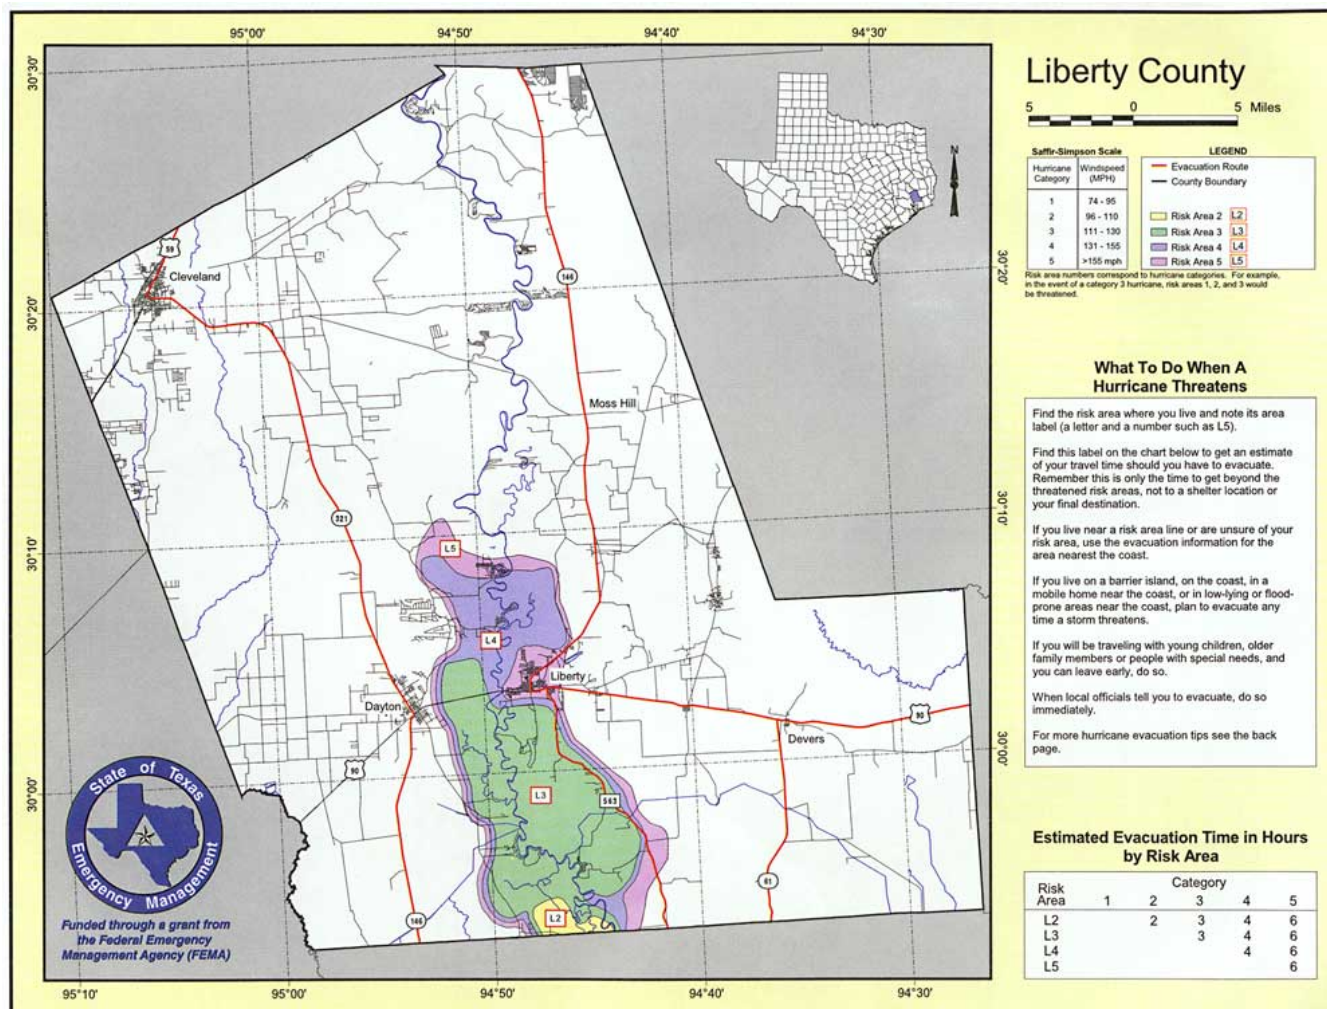 95°00'
94°50'
94°40'
94°30'
30°30'
30°20'
30°10'
30°00'
30°20'
30°10'
30°00'
95°10'
95°00'
94°50'
94°40'
94°30'
59
Cleveland
146
Moss Hill
321
L5
L4
Liberty
Dayton
90
Devers
90
L3
563
61
L2
146
N
State of Texas
Emergency Management
Funded through a grant from
the Federal Emergency
Management Agency (FEMA)
Liberty County
5 0 5 Miles
Saffir-Simpson Scale
Hurricane Category Windspeed (MPH)
1 74 - 95
2 96 - 110
3 111 - 130
4 131 - 155
5 >155 mph
LEGEND
Evacuation Route
County Boundary
Risk Area 2 L2
Risk Area 3 L3
Risk Area 4 L4
Risk Area 5 L5
Risk area numbers correspond to hurricane categories. For example,
in the event of a category 3 hurricane, risk areas 1, 2, and 3 would
be threatened.
What To Do When A
Hurricane Threatens
Find the risk area where you live and note its area
label (a letter and a number such as L5).
Find this label on the chart below to get an estimate
of your travel time should you have to evacuate.
Remember this is only the time to get beyond the
threatened risk areas, not to a shelter location or
your final destination.
If you live near a risk area line or are unsure of your
risk area, use the evacuation information for the
area nearest the coast.
If you live on a barrier island, on the coast, in a
mobile home near the coast, or in low-lying or flood-
prone areas near the coast, plan to evacuate any
time a storm threatens.
If you will be traveling with young children, older
family members or people with special needs, and
you can leave early, do so.
When local officials tell you to evacuate, do so
immediately.
For more hurricane evacuation tips see the back
page.
Estimated Evacuation Time in Hours
by Risk Area
Risk Area
Category
1 2 3 4 5
L2 2 3 4 6
L3 3 4 6
L4 4 6
L5 6